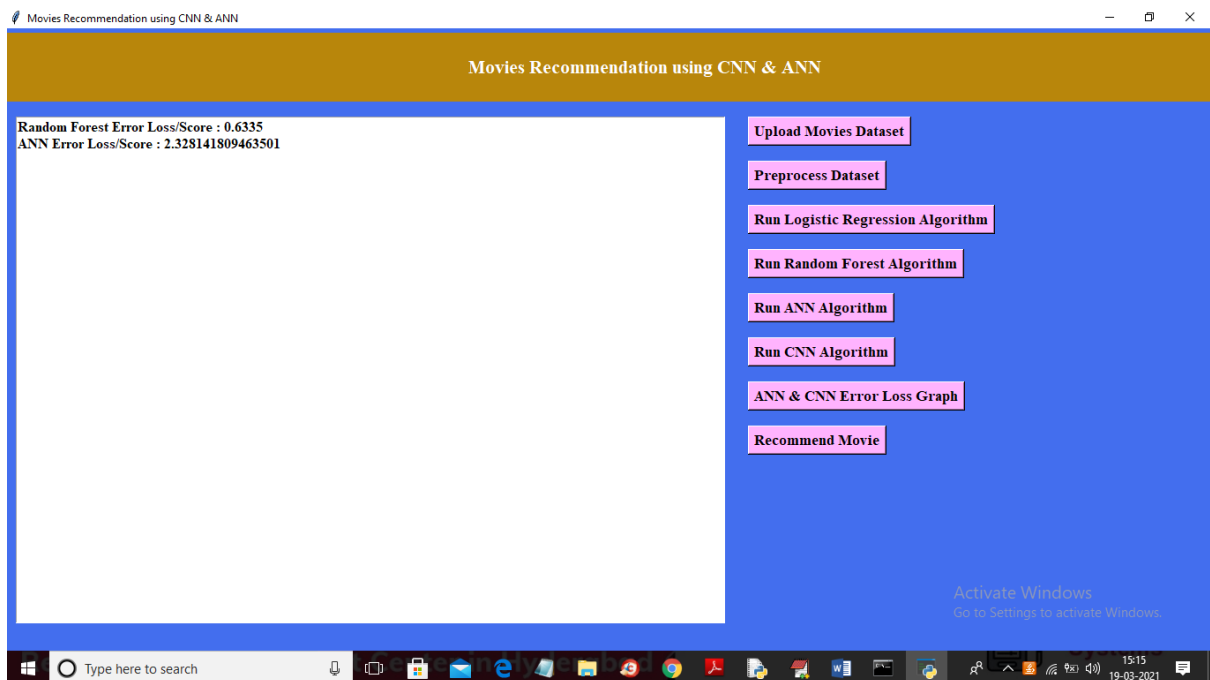 Movies Recommendation using CNN & ANN
Movies Recommendation using CNN & ANN
Random Forest Error Loss/Score : 0.6335
ANN Error Loss/Score : 2.328141809463501
Upload Movies Dataset
Preprocess Dataset
Run Logistic Regression Algorithm
Run Random Forest Algorithm
Run ANN Algorithm
Run CNN Algorithm
ANN & CNN Error Loss Graph
Recommend Movie
Activate Windows
Go to Settings to activate Windows.
Type here to search
15:15
19-03-2021